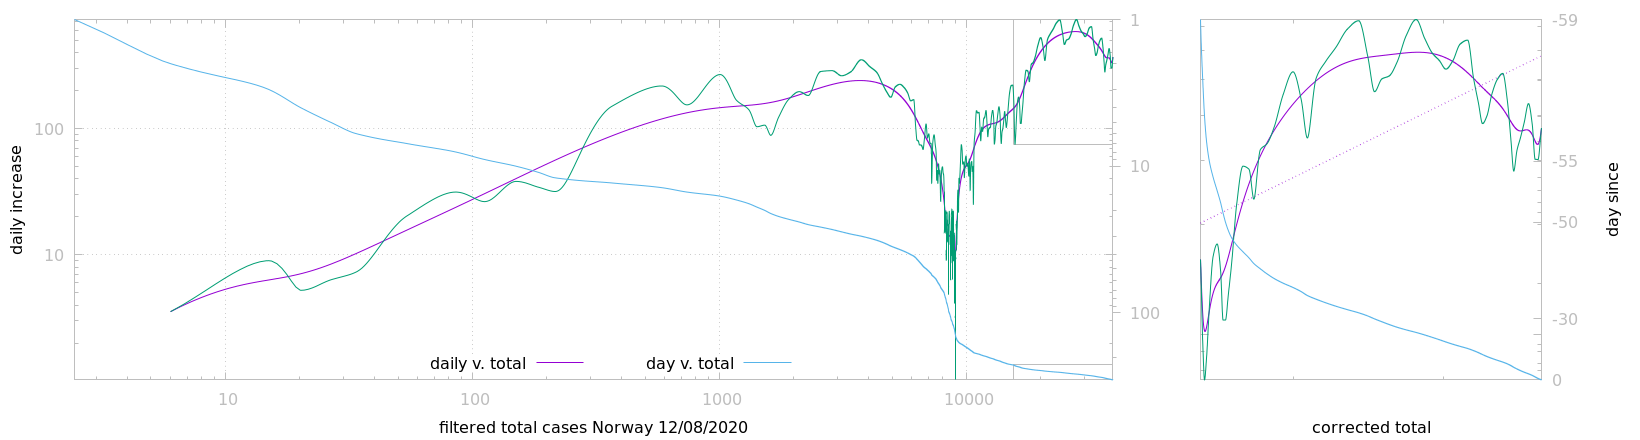 daily increase
100
10
daily v. total
day v. total
10
100
1000
10000
filtered total cases Norway 12/08/2020
1
10
100
-59
-55
-50
-30
0
day since
corrected total